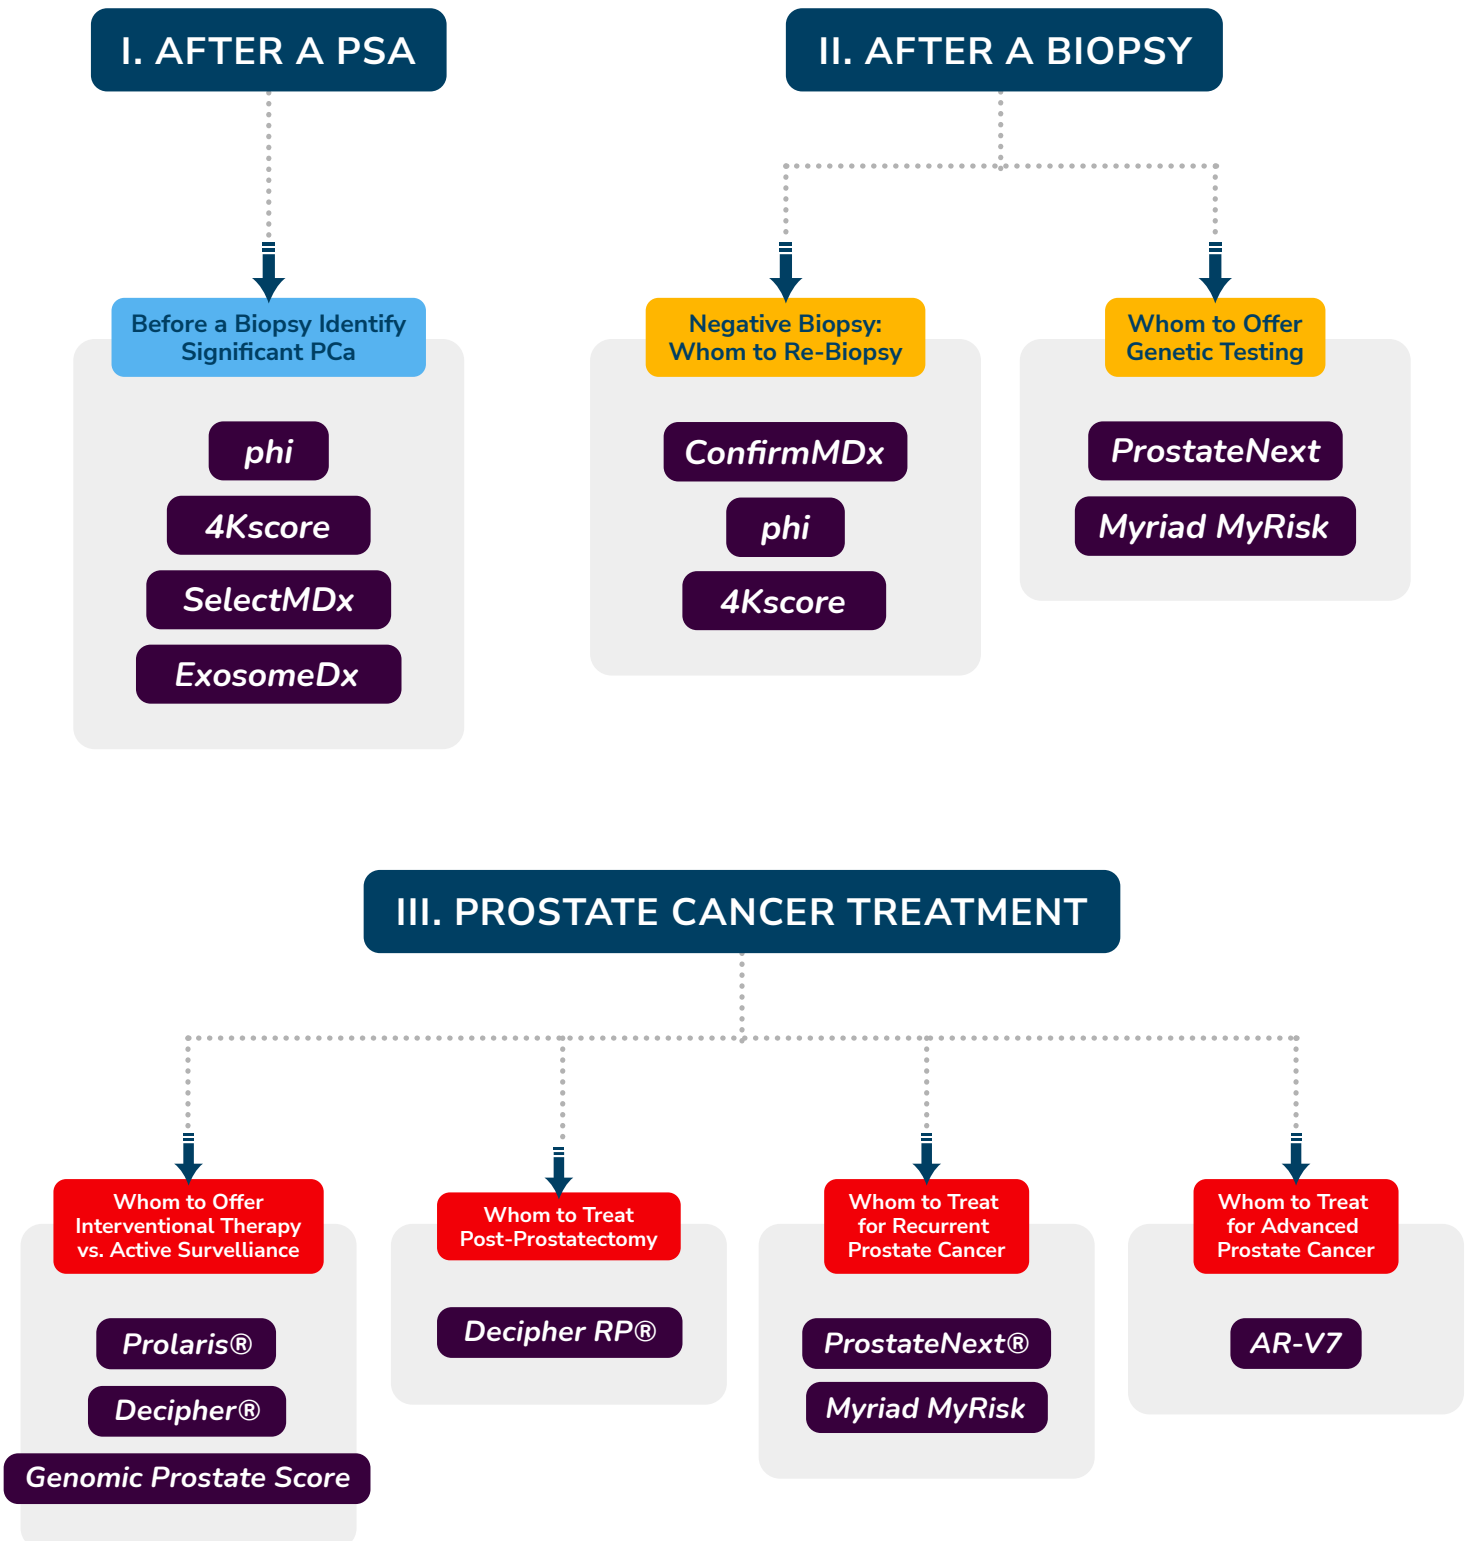 I. AFTER A PSA
Before a Biopsy Identify
Significant PCa
phi
4Kscore
SelectMDx
ExosomeDx
II. AFTER A BIOPSY
Negative Biopsy:
Whom to Re-Biopsy
ConfirmMDx
phi
4Kscore
Whom to Offer
Genetic Testing
ProstateNext
Myriad MyRisk
III. PROSTATE CANCER TREATMENT
Whom to Offer
Interventional Therapy
vs. Active Survelliance
Prolaris®
Decipher®
Genomic Prostate Score
Whom to Treat
Post-Prostatectomy
Decipher RP®
Whom to Treat
for Recurrent
Prostate Cancer
ProstateNext®
Myriad MyRisk
Whom to Treat
for Advanced
Prostate Cancer
AR-V7